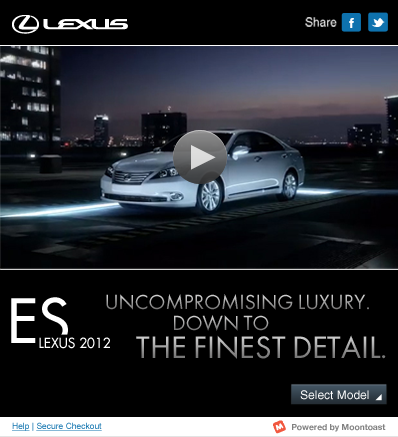 LEXUS
Share
UNCOMPROMISING LUXURY.
DOWN TO
THE FINEST DETAIL.
ES
LEXUS 2012
Select Model
Help | Secure Checkout
Powered by Moontoast